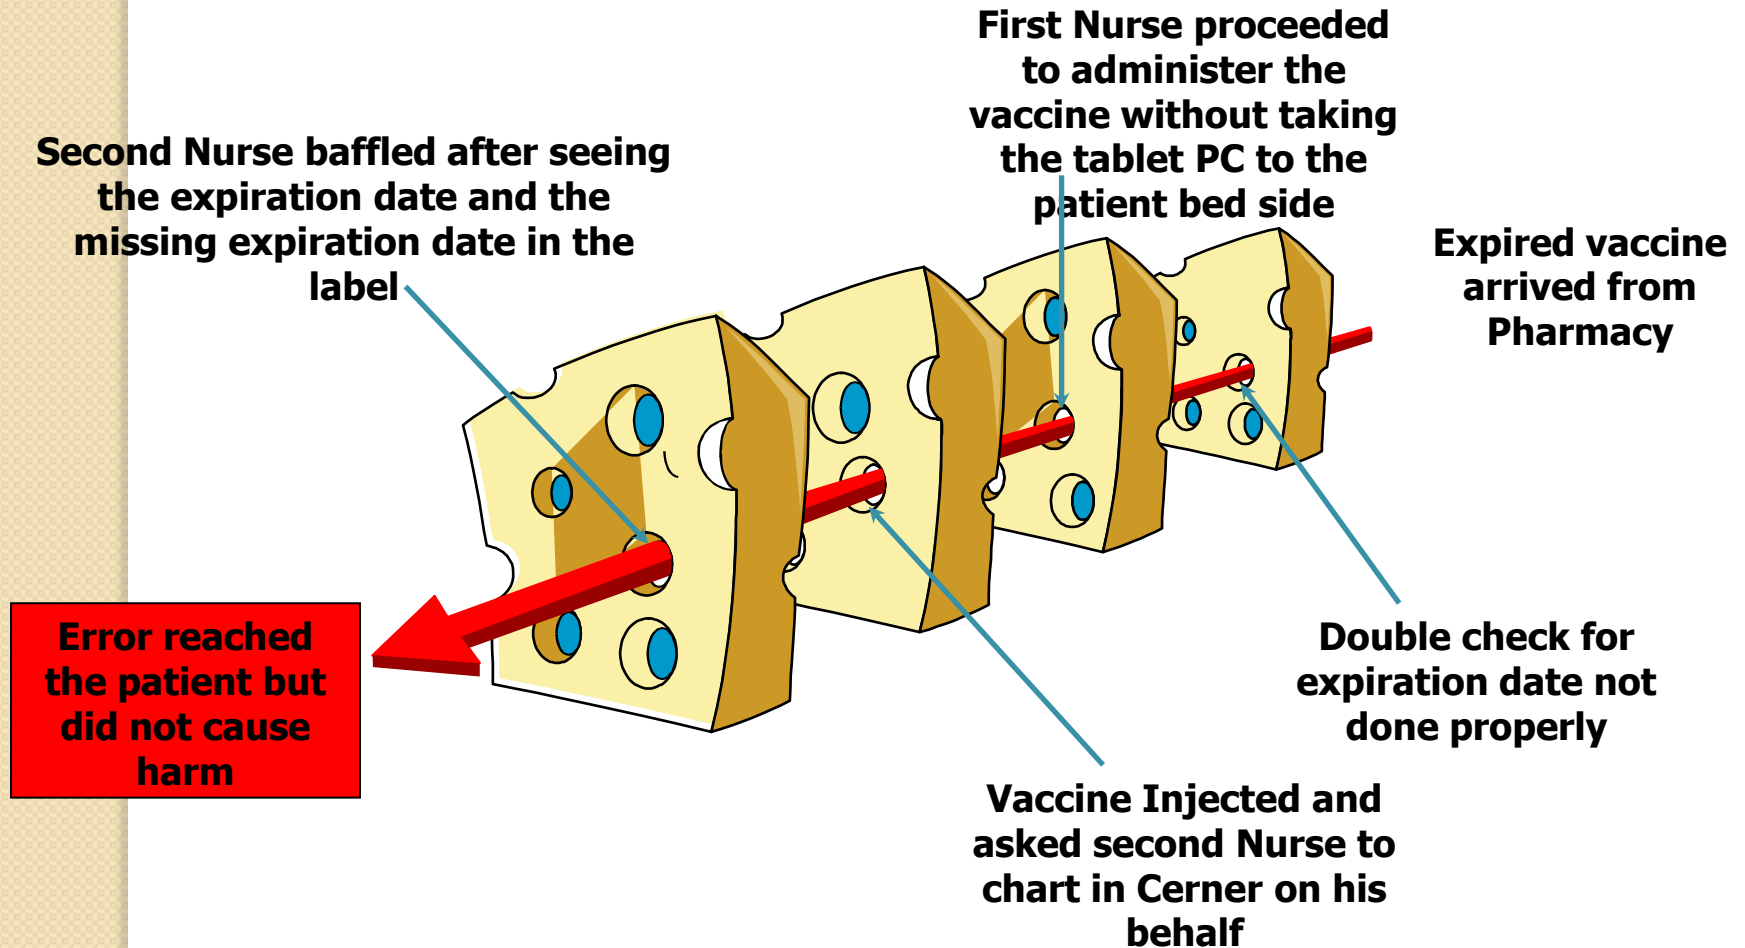 First Nurse proceeded
to administer the
vaccine without taking
the tablet PC to the
patient bed side
Second Nurse baffled after seeing
the expiration date and the
missing expiration date in the
label
Expired vaccine
arrived from
Pharmacy
Error reached
the patient but
did not cause
harm
Double check for
expiration date not
done properly
Vaccine Injected and
asked second Nurse to
chart in Cerner on his
behalf